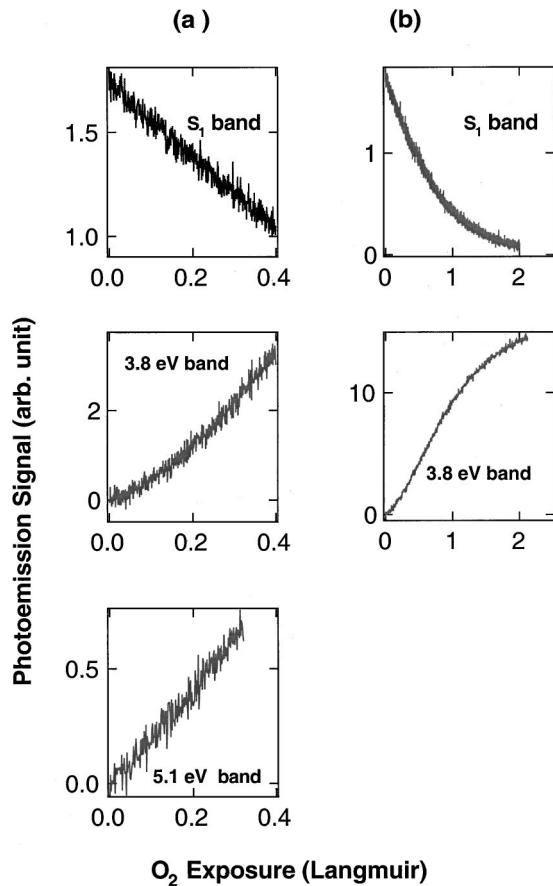 (a) (b)
S₁ band
1.5
1.0
0.0 0.2 0.4
S₁ band
1
0
0 1 2
Photoemission Signal (arb. unit)
3.8 eV band
2
0
0.0 0.2 0.4
10
3.8 eV band
0
0 1 2
0.5
5.1 eV band
0.0
0.0 0.2 0.4
O₂ Exposure (Langmuir)